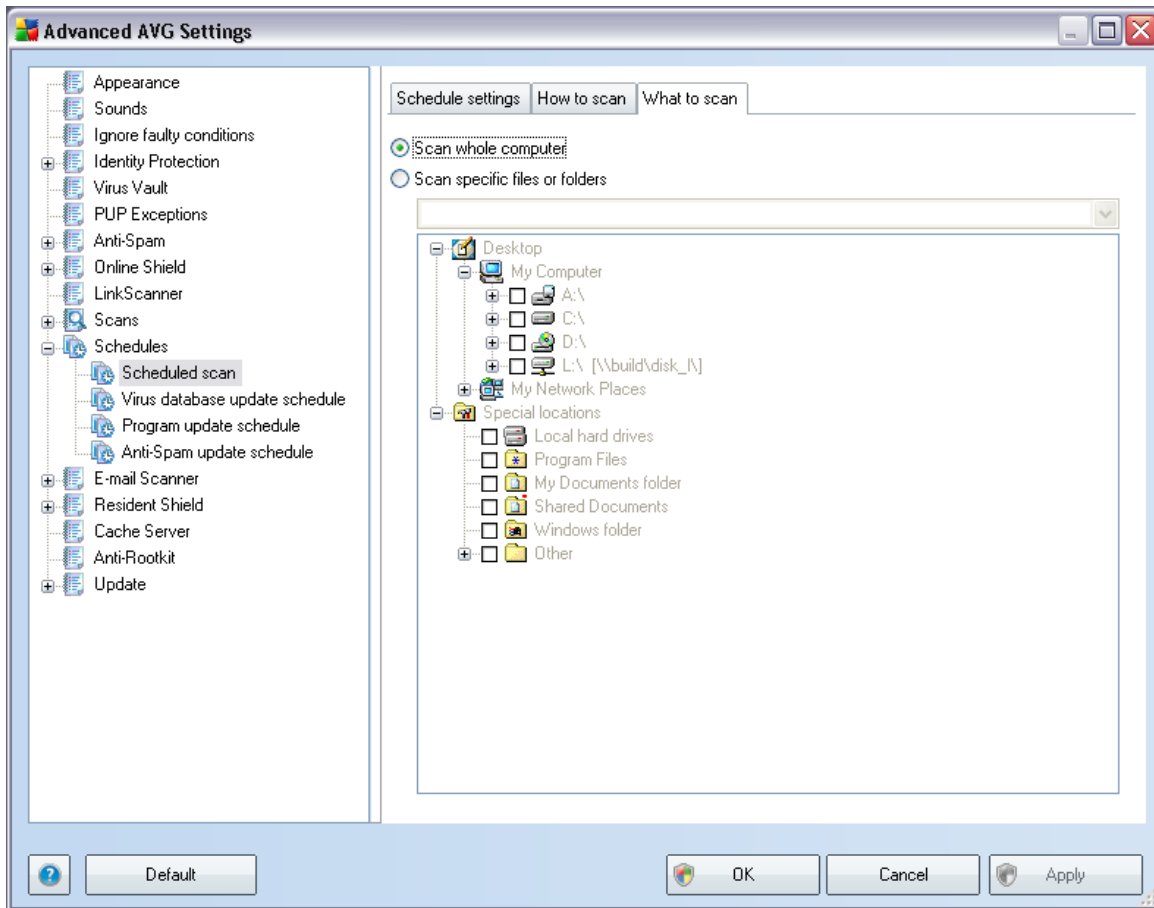 Advanced AVG Settings
Appearance
Sounds
Ignore faulty conditions
Identity Protection
Virus Vault
PUP Exceptions
Anti-Spam
Online Shield
LinkScanner
Scans
Schedules
Scheduled scan
Virus database update schedule
Program update schedule
Anti-Spam update schedule
E-mail Scanner
Resident Shield
Cache Server
Anti-Rootkit
Update
Schedule settings
How to scan
What to scan
Scan whole computer
Scan specific files or folders
Desktop
My Computer
A:\
C:\
D:\
L:\ [\\build\disk_l\]
My Network Places
Special locations
Local hard drives
Program Files
My Documents folder
Shared Documents
Windows folder
Other
Default
OK
Cancel
Apply